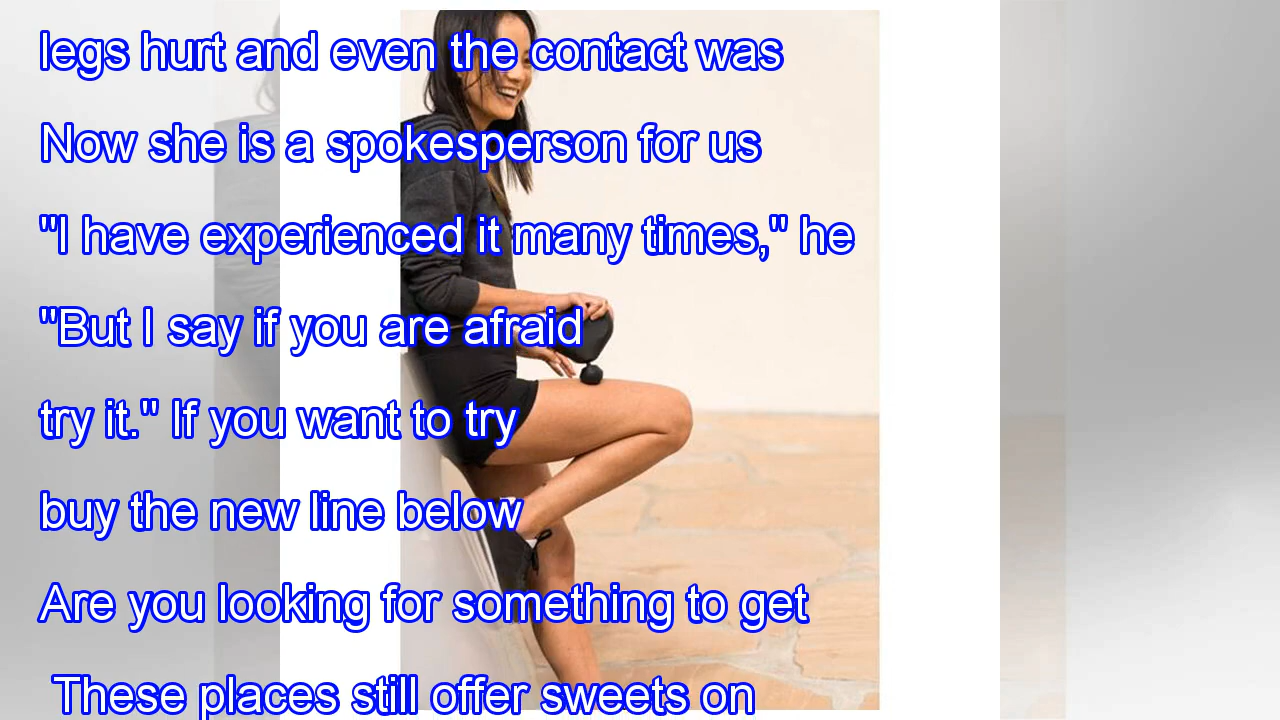 legs hurt and even the contact was
Now she is a spokesperson for us
"I have experienced it many times," he
"But I say if you are afraid
try it." If you want to try
buy the new line below
Are you looking for something to get
These places still offer sweets on